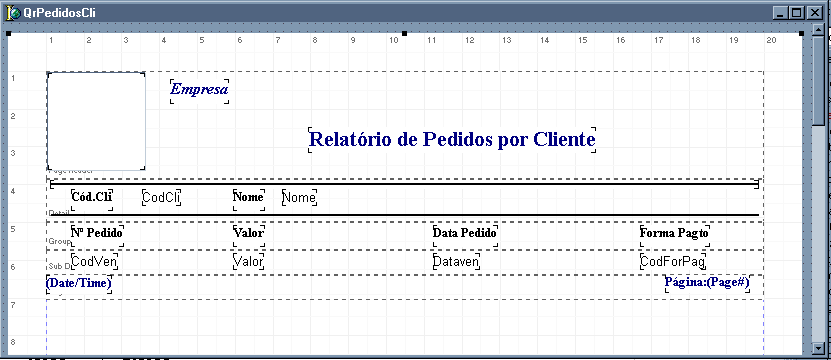 QrPedidosCli
1 2 3 4 5 6 7 8 9 10 11 12 13 14 15 16 17 18 19 20
1
Empresa
2
Relatório de Pedidos por Cliente
3
Page Header
4
Cód.Cli CodCli Nome Nome
Detail
5
Nº Pedido Valor Data Pedido Forma Pagto
Group
6
Sub D CodVen Valor Dataven CodForPag
(Date/Time) Página:(Page#)
7
8